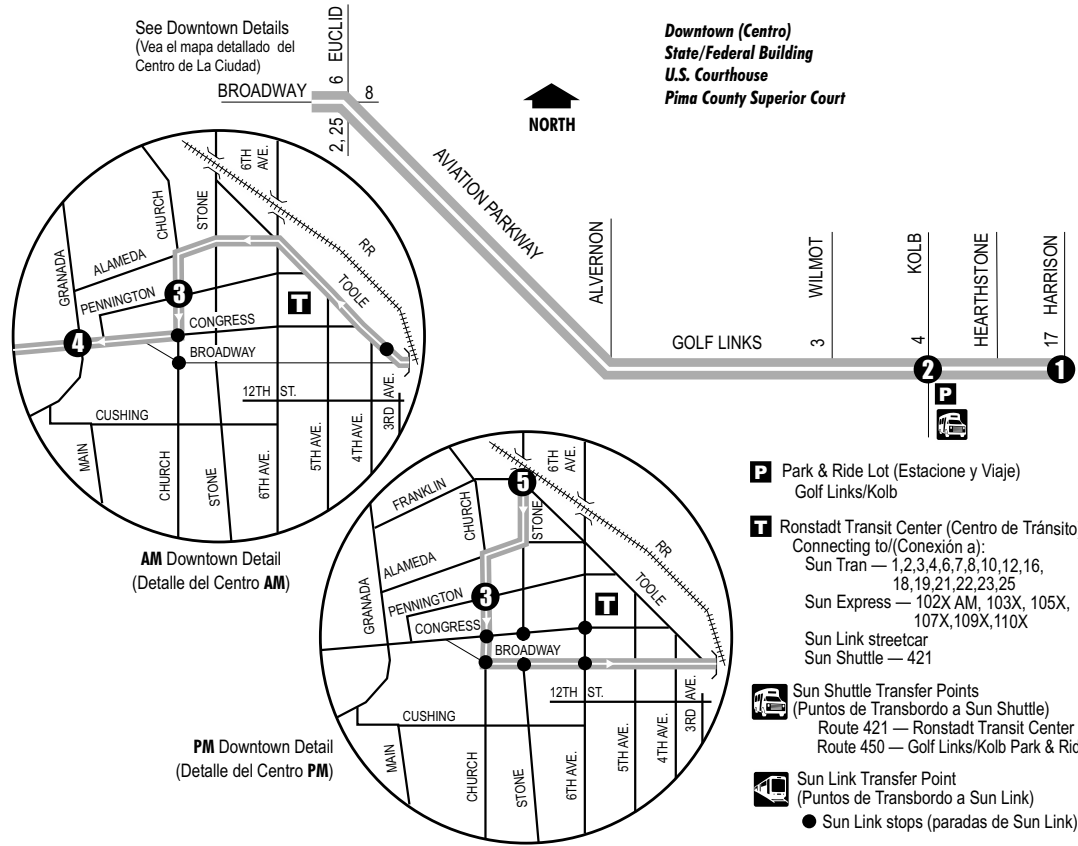 See Downtown Details
(Vea el mapa detallado del
Centro de La Ciudad)
BROADWAY
6 EUCLID
8
2, 25
NORTH
Downtown (Centro)
State/Federal Building
U.S. Courthouse
Pima County Superior Court
AVIATION PARKWAY
ALVERNON
GOLF LINKS
3 WILMOT
4 KOLB
HEARTHSTONE
17 HARRISON
2
1
P
GRANADA
ALAMEDA
PENNINGTON
CHURCH
STONE
6TH AVE.
RR
TOOLE
T
3
4
CONGRESS
BROADWAY
12TH ST.
CUSHING
MAIN
CHURCH
STONE
6TH AVE.
5TH AVE.
4TH AVE.
3RD AVE.
AM Downtown Detail
(Detalle del Centro AM)
FRANKLIN
CHURCH
5
STONE
6TH AVE.
RR
TOOLE
ALAMEDA
GRANADA
PENNINGTON
3
T
CONGRESS
BROADWAY
12TH ST.
CUSHING
MAIN
CHURCH
STONE
6TH AVE.
5TH AVE.
4TH AVE.
3RD AVE.
PM Downtown Detail
(Detalle del Centro PM)
P Park & Ride Lot (Estacione y Viaje)
Golf Links/Kolb
T Ronstadt Transit Center (Centro de Tránsito
Connecting to/(Conexión a):
Sun Tran — 1,2,3,4,6,7,8,10,12,16,
18,19,21,22,23,25
Sun Express — 102X AM, 103X, 105X,
107X,109X,110X
Sun Link streetcar
Sun Shuttle — 421
Sun Shuttle Transfer Points
(Puntos de Transbordo a Sun Shuttle)
Route 421 — Ronstadt Transit Center
Route 450 — Golf Links/Kolb Park & Rid
Sun Link Transfer Point
(Puntos de Transbordo a Sun Link)
Sun Link stops (paradas de Sun Link)